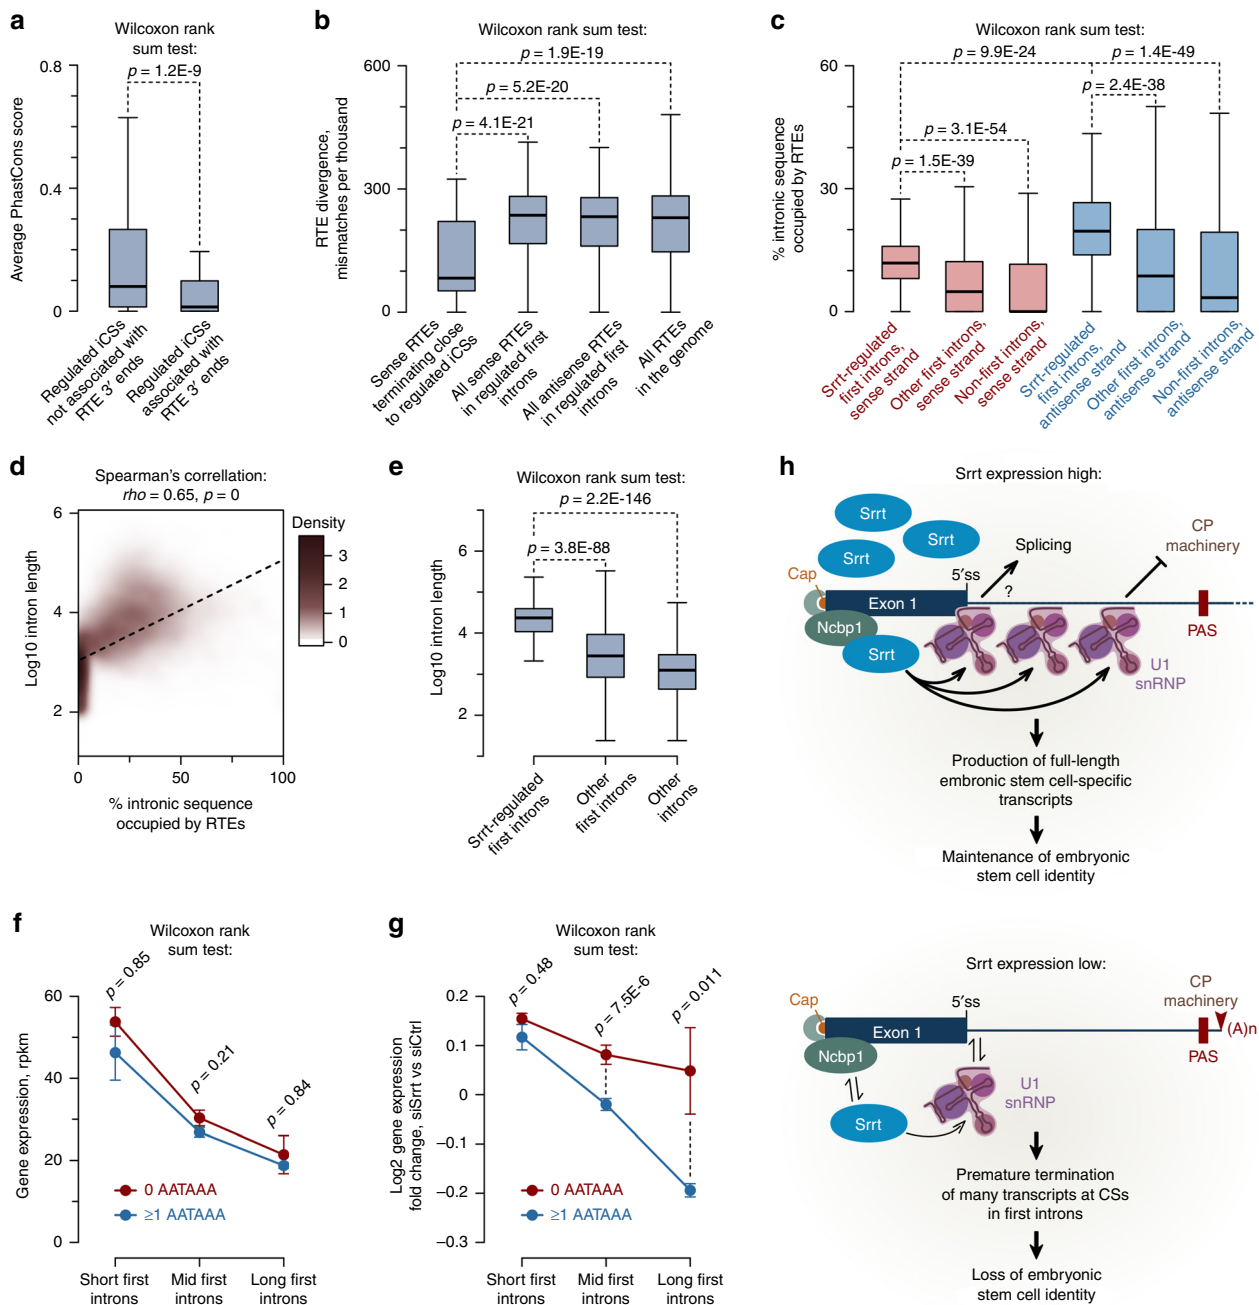 a
Wilcoxon rank
sum test:
p = 1.2E-9
0.8
0.4
0
Average PhastCons score
Regulated iCSs
not associated with
RTE 3′ ends
Regulated iCSs
associated with
RTE 3′ ends
b
Wilcoxon rank sum test:
p = 1.9E-19
p = 5.2E-20
p = 4.1E-21
600
300
0
RTE divergence,
mismatches per thousand
Sense RTEs
terminating close
to regulated iCSs
All sense RTEs
in regulated first
introns
All antisense RTEs
in regulated first
introns
All RTEs
in the genome
c
Wilcoxon rank sum test:
p = 9.9E-24
p = 1.4E-49
p = 2.4E-38
p = 3.1E-54
p = 1.5E-39
60
30
0
% intronic sequence
occupied by RTEs
Srrt-regulated
first introns,
sense strand
Other first introns,
sense strand
Non-first introns,
sense strand
Srrt-regulated
first introns,
antisense strand
Other first introns,
antisense strand
Non-first introns,
antisense strand
d
Spearman's correllation:
rho = 0.65, p = 0
6
4
2
Log10 intron length
0
50
100
% intronic sequence
occupied by RTEs
Density
3
2
1
0
e
Wilcoxon rank sum test:
p = 2.2E-146
p = 3.8E-88
6
4
2
Log10 intron length
Srrt-regulated
first introns
Other
first introns
Other
introns
f
Wilcoxon rank
sum test:
p = 0.85
p = 0.21
p = 0.84
60
40
20
0
Gene expression, rpkm
0 AATAAA
≥1 AATAAA
Short first
introns
Mid first
introns
Long first
introns
g
Wilcoxon rank
sum test:
p = 0.48
p = 7.5E-6
p = 0.011
0.2
0.1
0
−0.1
−0.2
−0.3
Log2 gene expression
fold change, siSrrt vs siCtrl
0 AATAAA
≥1 AATAAA
Short first
introns
Mid first
introns
Long first
introns
h
Srrt expression high:
Srrt
Srrt
Srrt
CP
machinery
Splicing
Cap
5′ss
?
Exon 1
Ncbp1
Srrt
PAS
U1
snRNP
Production of full-length
embronic stem cell-specific
transcripts
Maintenance of embryonic
stem cell identity
Srrt expression low:
CP
machinery
Cap
5′ss
Exon 1
(A)n
Ncbp1
PAS
U1
snRNP
Srrt
Premature termination
of many transcripts at CSs
in first introns
Loss of embryonic
stem cell identity